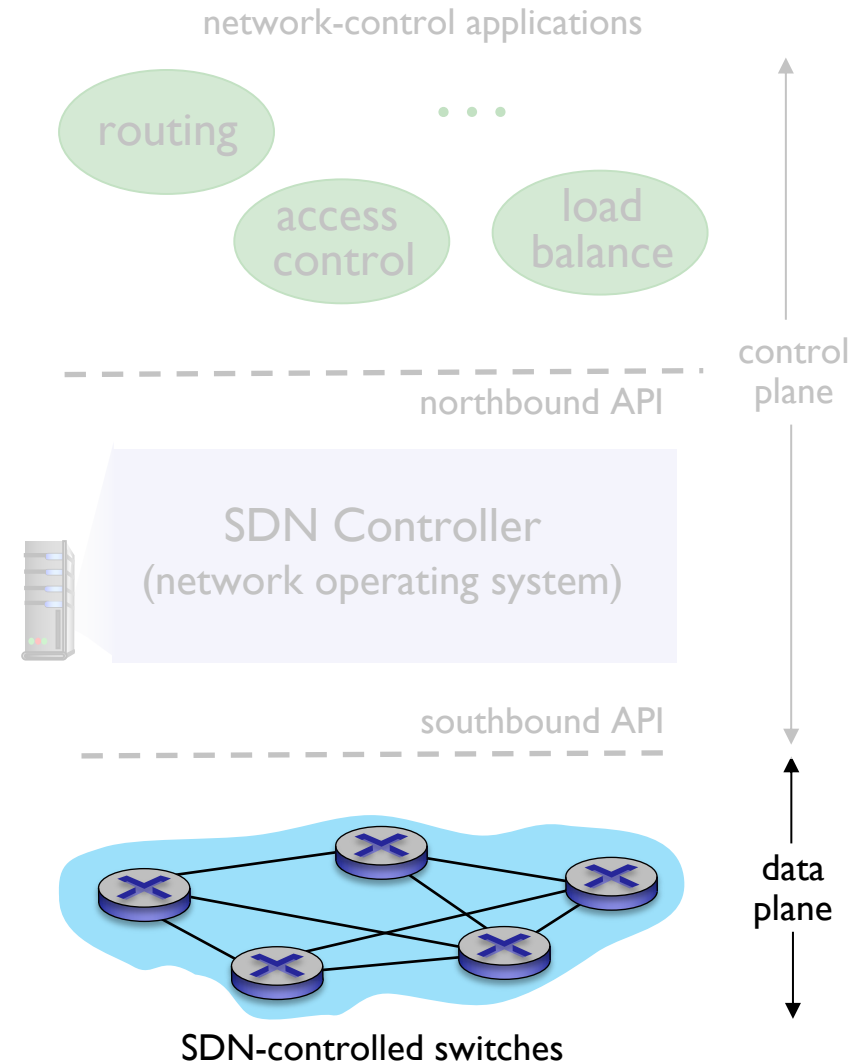 network-control applications
routing
...
access
control
load
balance
control
plane
northbound API
SDN Controller
(network operating system)
southbound API
data
plane
SDN-controlled switches